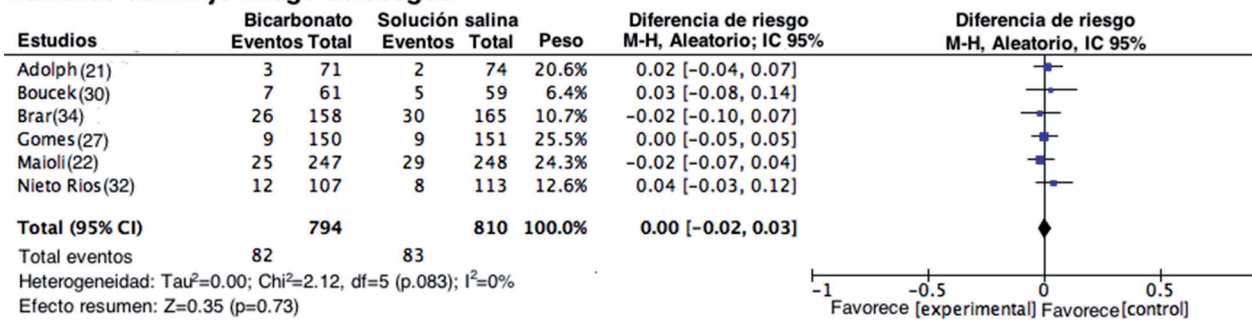 Bicarbonato Solución salina Diferencia de riesgo Diferencia de riesgo
Estudios Eventos Total Eventos Total Peso M-H, Aleatorio; IC 95% M-H, Aleatorio, IC 95%
Adolph(21) 3 71 2 74 20.6% 0.02 [-0.04, 0.07]
Boucek(30) 7 61 5 59 6.4% 0.03 [-0.08, 0.14]
Brar(34) 26 158 30 165 10.7% -0.02 [-0.10, 0.07]
Gomes(27) 9 150 9 151 25.5% 0.00 [-0.05, 0.05]
Maioli(22) 25 247 29 248 24.3% -0.02 [-0.07, 0.04]
Nieto Rios(32) 12 107 8 113 12.6% 0.04 [-0.03, 0.12]
Total (95% CI) 794 810 100.0% 0.00 [-0.02, 0.03]
Total eventos 82 83
Heterogeneidad: Tau²=0.00; Chi²=2.12, df=5 (p.083); I²=0%
Efecto resumen: Z=0.35 (p=0.73)
-1 -0.5 0 0.5
Favorece [experimental] Favorece[control]